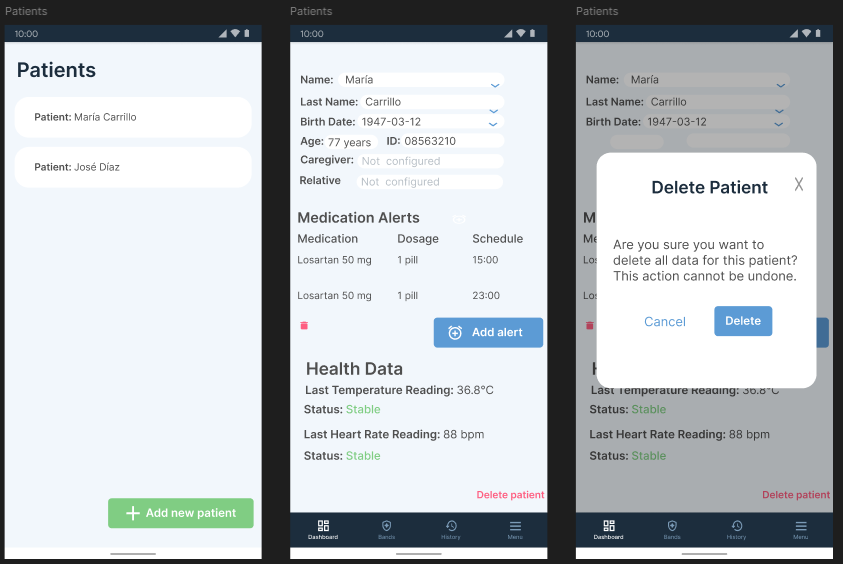 Patients
10:00
Patients
Patient: María Carrillo
Patient: José Díaz
Add new patient
Patients
10:00
Name: María
Last Name: Carrillo
Birth Date: 1947-03-12
Age: 77 years ID: 08563210
Caregiver: Not configured
Relative Not configured
Medication Alerts
Medication Dosage Schedule
Losartan 50 mg 1 pill 15:00
Losartan 50 mg 1 pill 23:00
Add alert
Health Data
Last Temperature Reading: 36.8°C
Status: Stable
Last Heart Rate Reading: 88 bpm
Status: Stable
Delete patient
Dashboard Bands History Menu
Patients
10:00
Name: María
Last Name: Carrillo
Birth Date: 1947-03-12
Delete Patient X
Are you sure you want to
delete all data for this patient?
This action cannot be undone.
Cancel Delete
Last Temperature Reading: 36.8°C
Status: Stable
Last Heart Rate Reading: 88 bpm
Status: Stable
Delete patient
Dashboard Bands History Menu